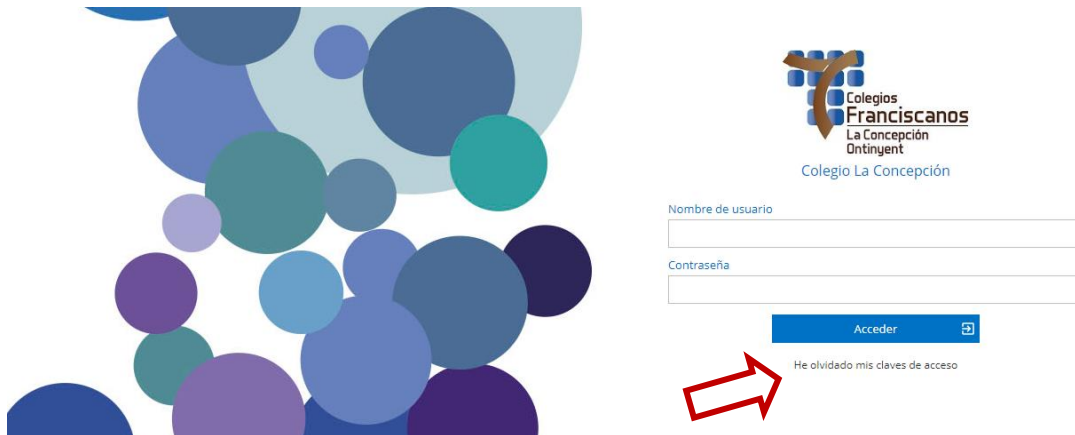 Colegios
Franciscanos
La Concepción
Ontinyent
Colegio La Concepción
Nombre de usuario
Contraseña
Acceder
He olvidado mis claves de acceso